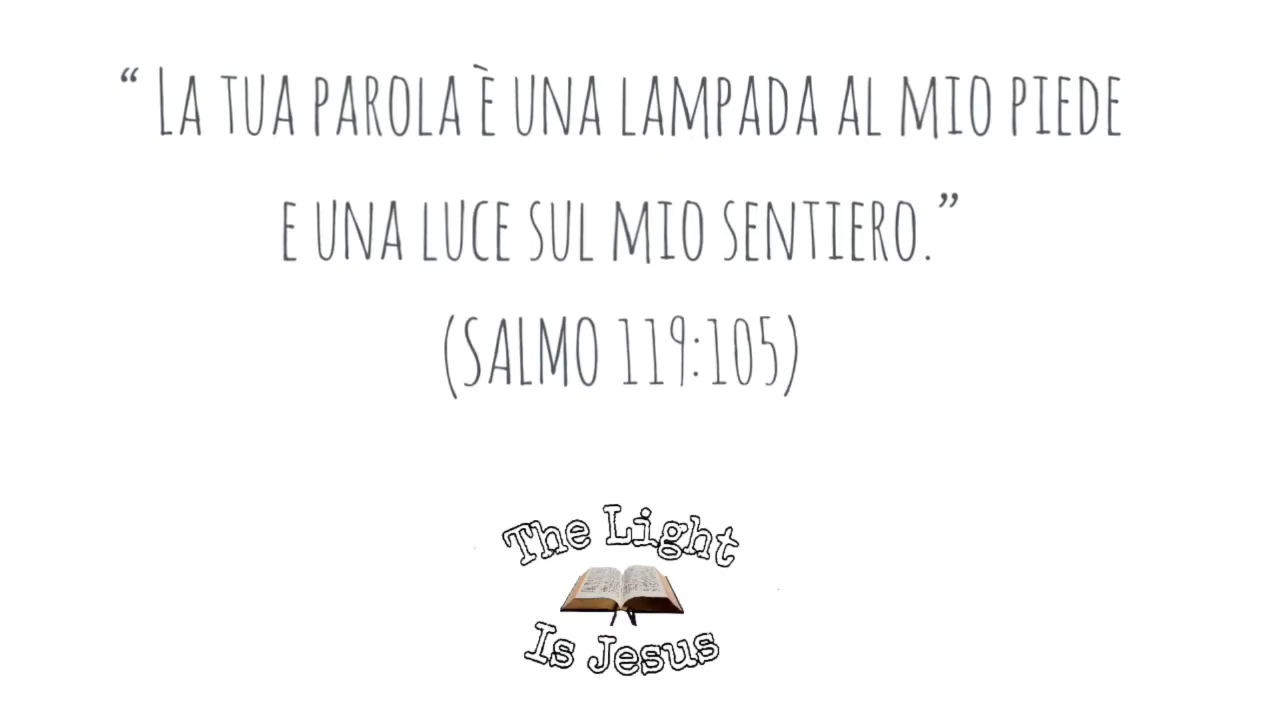 “ La tua parola è una lampada al mio piede
e una luce sul mio sentiero.”
(Salmo 119:105)
The Light
Is Jesus